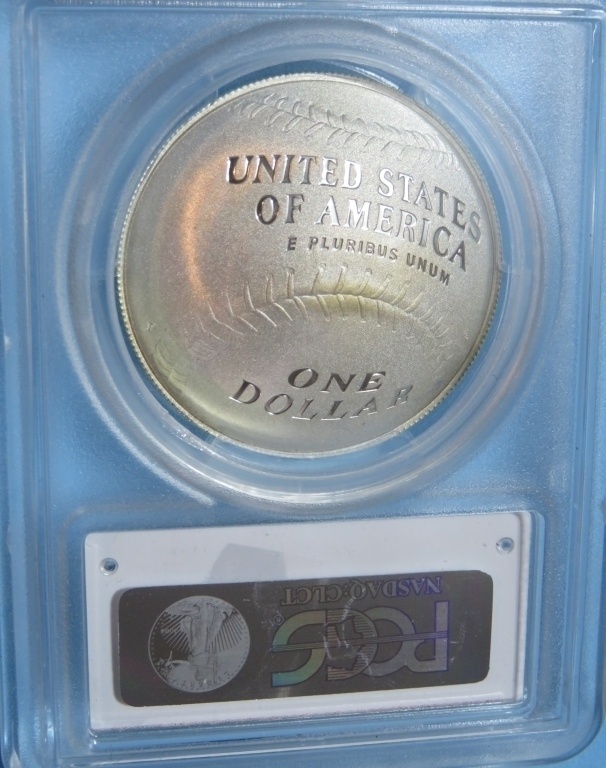 UNITED STATES
OF AMERICA
E PLURIBUS UNUM
ONE
DOLLAR
NASDAQ:CLCT
PCGS